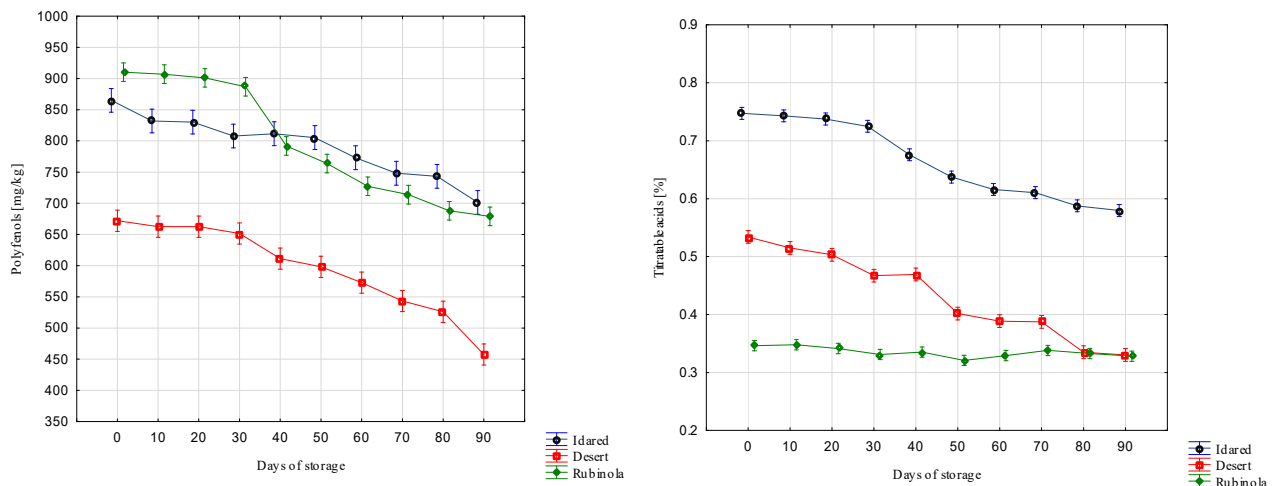 1000
950
900
850
800
750
700
650
600
550
500
450
400
350
Polyfenols [mg/kg]
0 10 20 30 40 50 60 70 80 90
Days of storage
Idared
Desert
Rubinola
0.9
0.8
0.7
0.6
0.5
0.4
0.3
0.2
Titratable acids [%]
0 10 20 30 40 50 60 70 80 90
Days of storage
Idared
Desert
Rubinola